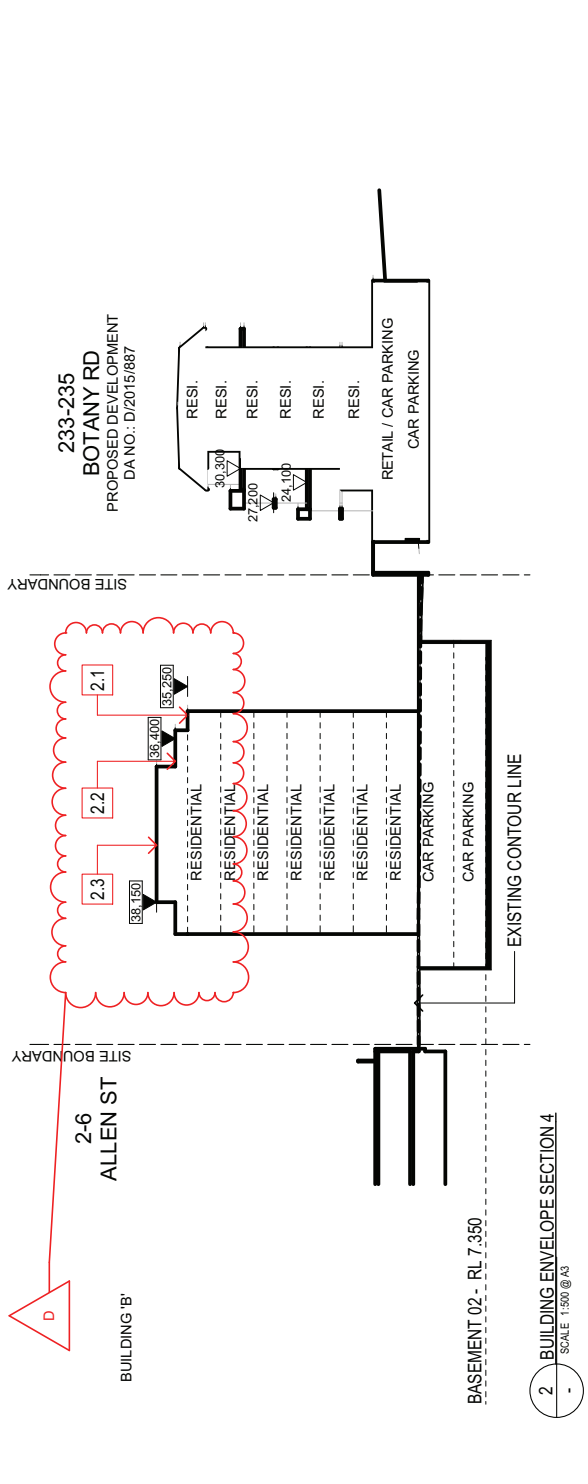 D
BUILDING 'B'
2-6
ALLEN ST
SITE BOUNDARY
2.3
2.2
2.1
38,150
36,400
35,250
RESIDENTIAL
RESIDENTIAL
RESIDENTIAL
RESIDENTIAL
RESIDENTIAL
RESIDENTIAL
RESIDENTIAL
CAR PARKING
CAR PARKING
EXISTING CONTOUR LINE
SITE BOUNDARY
233-235
BOTANY RD
PROPOSED DEVELOPMENT
DA NO.: D/2015/887
30,300
27,200
24,100
RESI.
RESI.
RESI.
RESI.
RESI.
RESI.
RETAIL / CAR PARKING
CAR PARKING
BASEMENT 02 - RL 7.350
2
-
BUILDING ENVELOPE SECTION 4
SCALE 1:500 @ A3